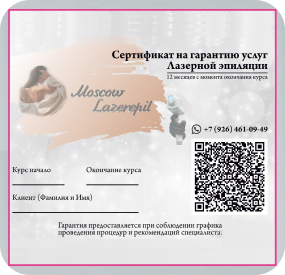 Сертификат на гарантию услуг
Лазерной эпиляции
12 месяцев с момента окончания курса
Moscow
Lazerepil
+7 (926) 461-09-49
Курс начало Окончание курса
Клиент (Фамилия и Имя)
Гарантия предоставляется при соблюдении графика
проведения процедур и рекомендаций специалиста.